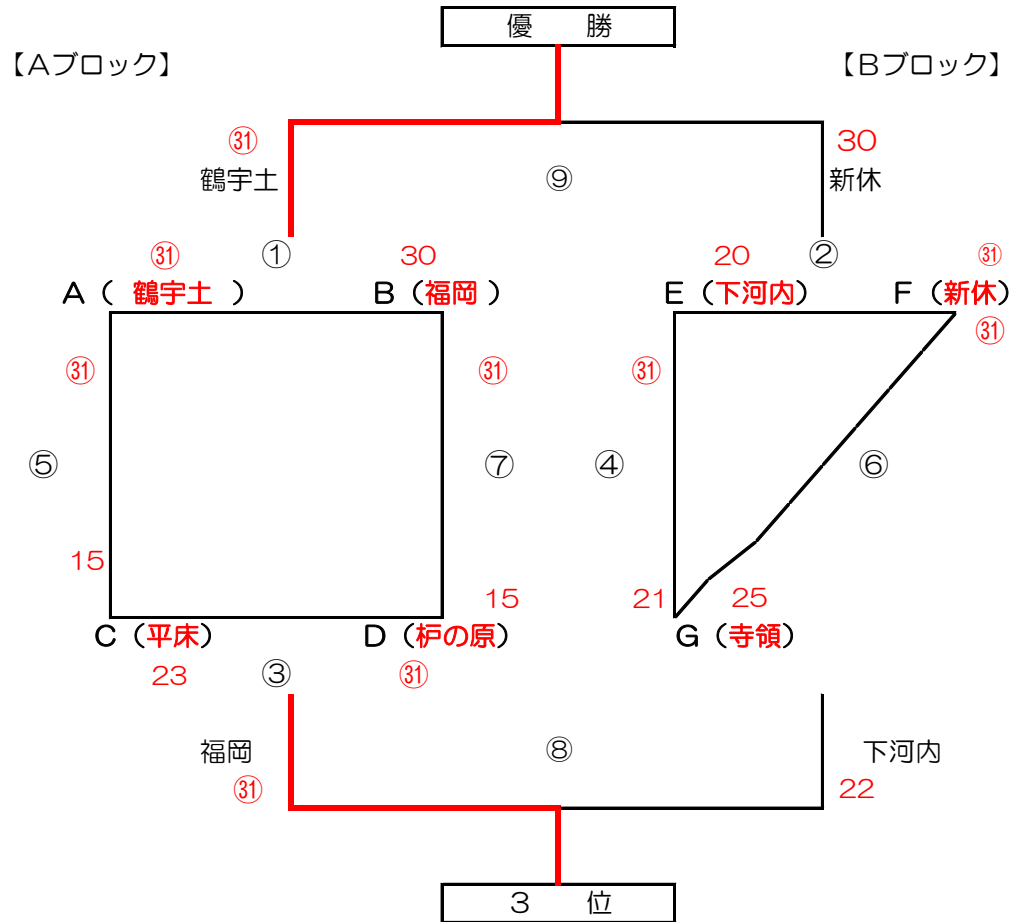 優 勝
【Aブロック】 【Bブロック】
㉛ 30
鶴宇土 ⑨ 新休
㉛ ① 30 20 ② ㉛
A（ 鶴宇土 ） B（福岡） E（下河内） F（新休）
㉛
㉛ ㉛ ㉛
⑤ ⑦ ④ ⑥
15
15 21 25
C（平床） D（枦の原） G（寺領）
23 ③ ㉛
福岡 ⑧ 下河内
㉛ 22
３ 位